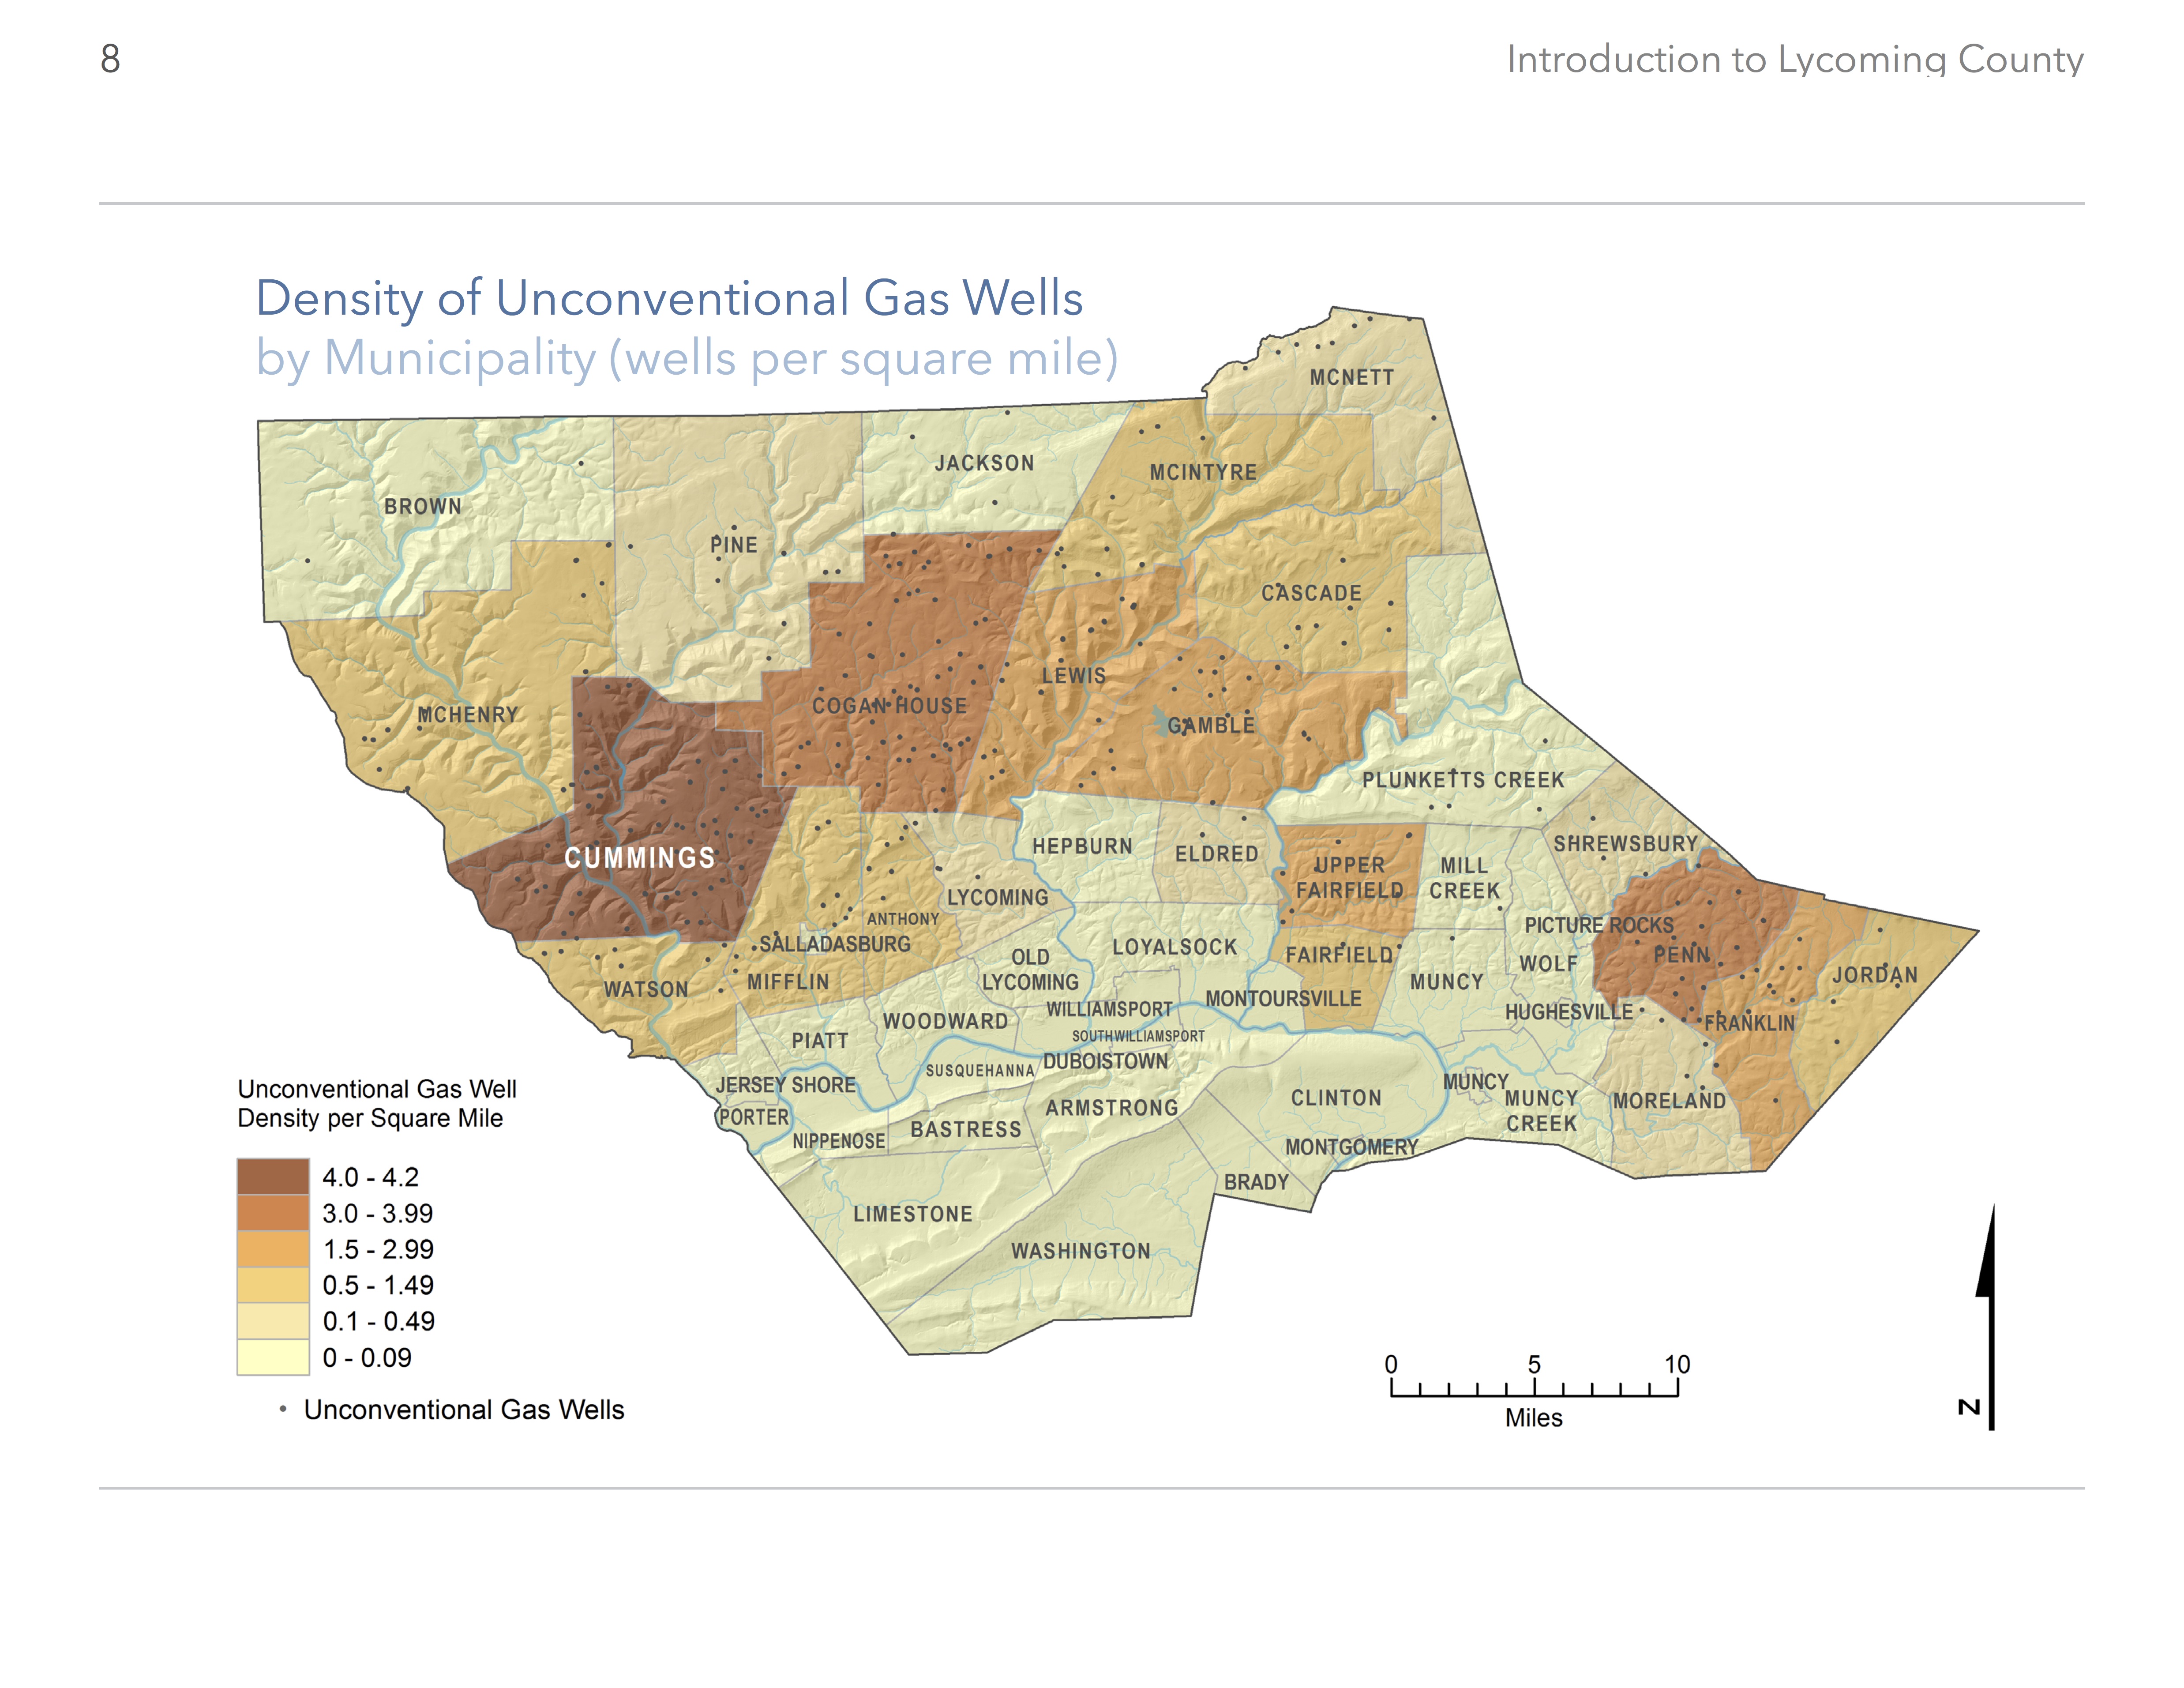 8
Introduction to Lycoming County
Density of Unconventional Gas Wells
by Municipality (wells per square mile)
MCNETT
JACKSON
MCINTYRE
BROWN
PINE
CASCADE
LEWIS
COGAN HOUSE
MCHENRY
GAMBLE
PLUNKETTS CREEK
HEPBURN
ELDRED
SHREWSBURY
CUMMINGS
UPPER
FAIRFIELD
MILL
CREEK
LYCOMING
ANTHONY
PICTURE ROCKS
SALLADASBURG
LOYALSOCK
FAIRFIELD
PENN
OLD
LYCOMING
WOLF
JORDAN
WATSON
MIFFLIN
MUNCY
MONTOURSVILLE
WILLIAMSPORT
HUGHESVILLE
WOODWARD
FRANKLIN
PIATT
SOUTHWILLIAMSPORT
DUBOISTOWN
SUSQUEHANNA
JERSEY SHORE
MUNCY
CLINTON
MUNCY
CREEK
MORELAND
PORTER
ARMSTRONG
BASTRESS
NIPPENOSE
MONTGOMERY
BRADY
LIMESTONE
WASHINGTON
Unconventional Gas Well
Density per Square Mile
4.0 - 4.2
3.0 - 3.99
1.5 - 2.99
0.5 - 1.49
0.1 - 0.49
0 - 0.09
Unconventional Gas Wells
0 5 10
Miles
N